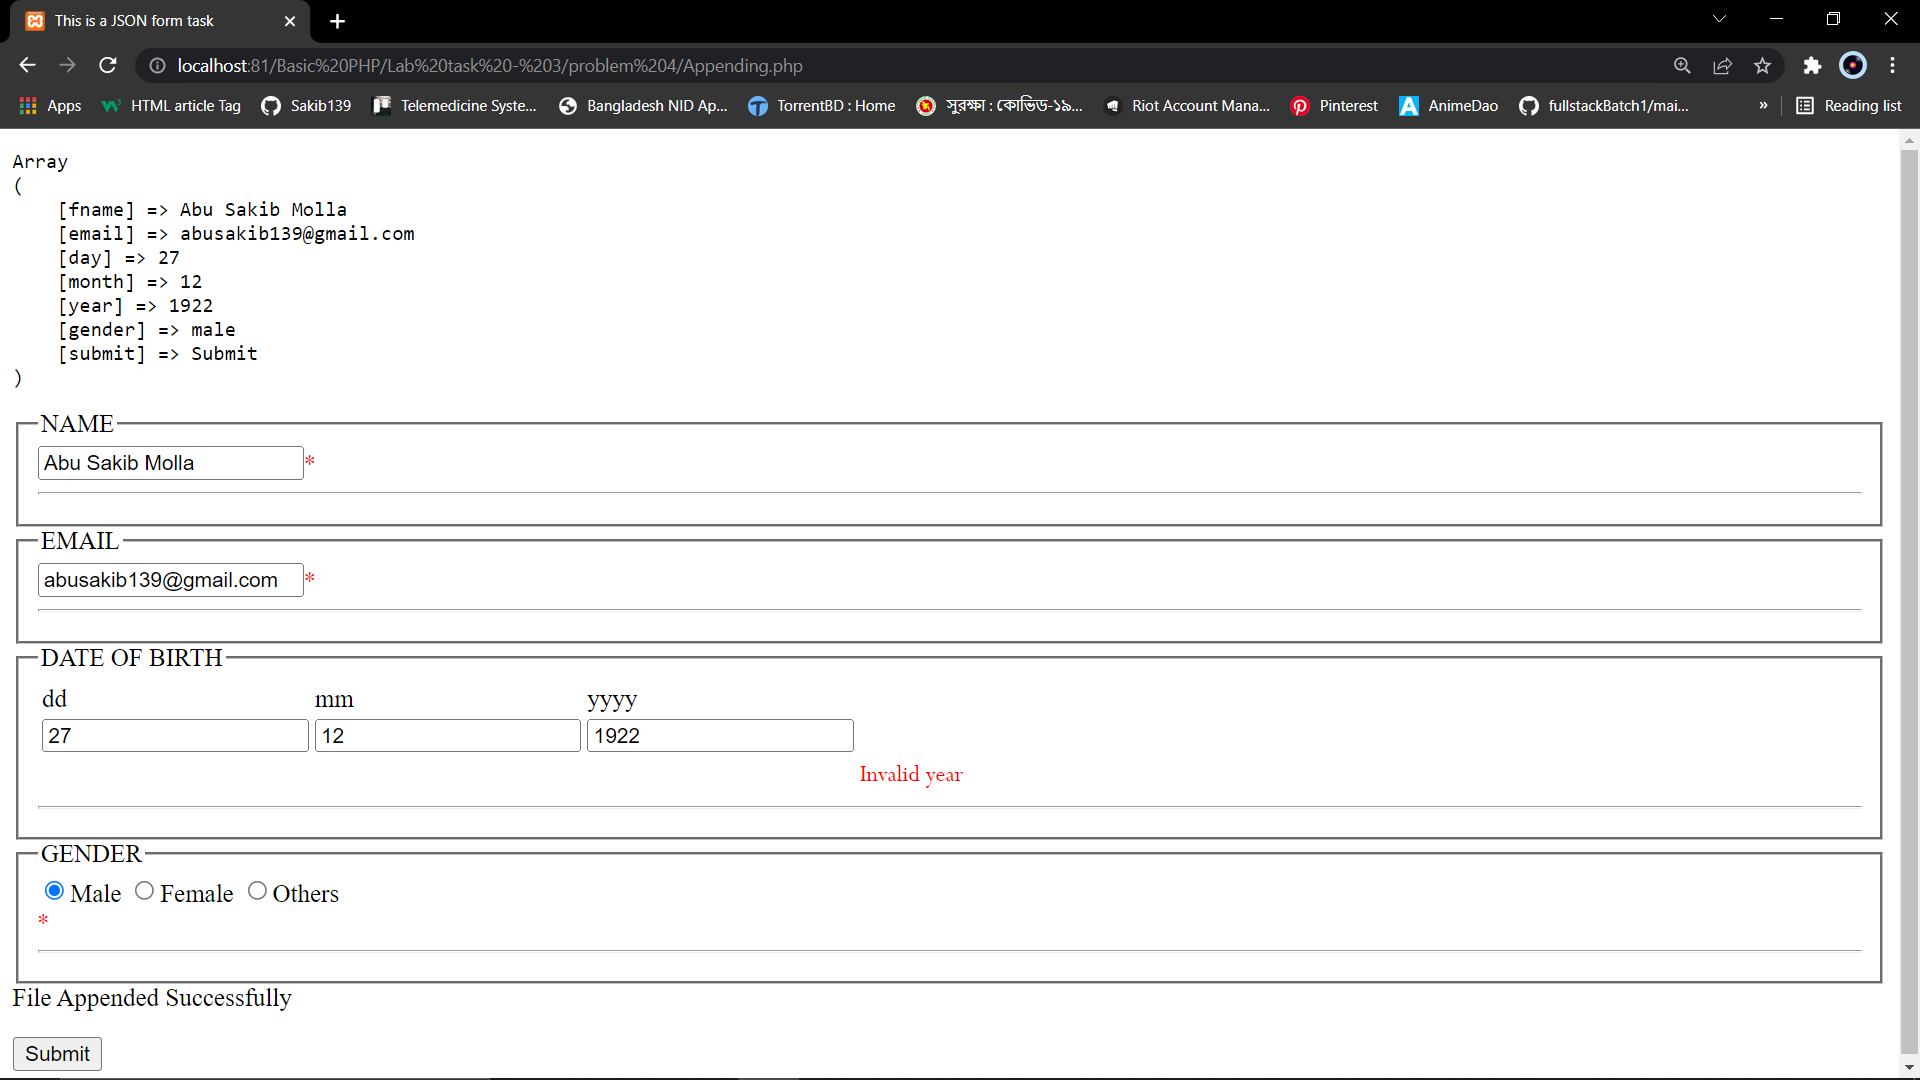 This is a JSON form task
localhost:81/Basic%20PHP/Lab%20task%20-%203/problem%204/Appending.php
Apps HTML article Tag Sakib139 Telemedicine Syste... Bangladesh NID Ap... TorrentBD : Home সুরক্ষা : কোভিড-১৯... Riot Account Mana... Pinterest AnimeDao fullstackBatch1/mai... » Reading list
Array
(
[fname] => Abu Sakib Molla
[email] => abusakib139@gmail.com
[day] => 27
[month] => 12
[year] => 1922
[gender] => male
[submit] => Submit
)
NAME
Abu Sakib Molla *
EMAIL
abusakib139@gmail.com *
DATE OF BIRTH
dd mm yyyy
27 12 1922
Invalid year
GENDER
Male Female Others
*
File Appended Successfully
Submit